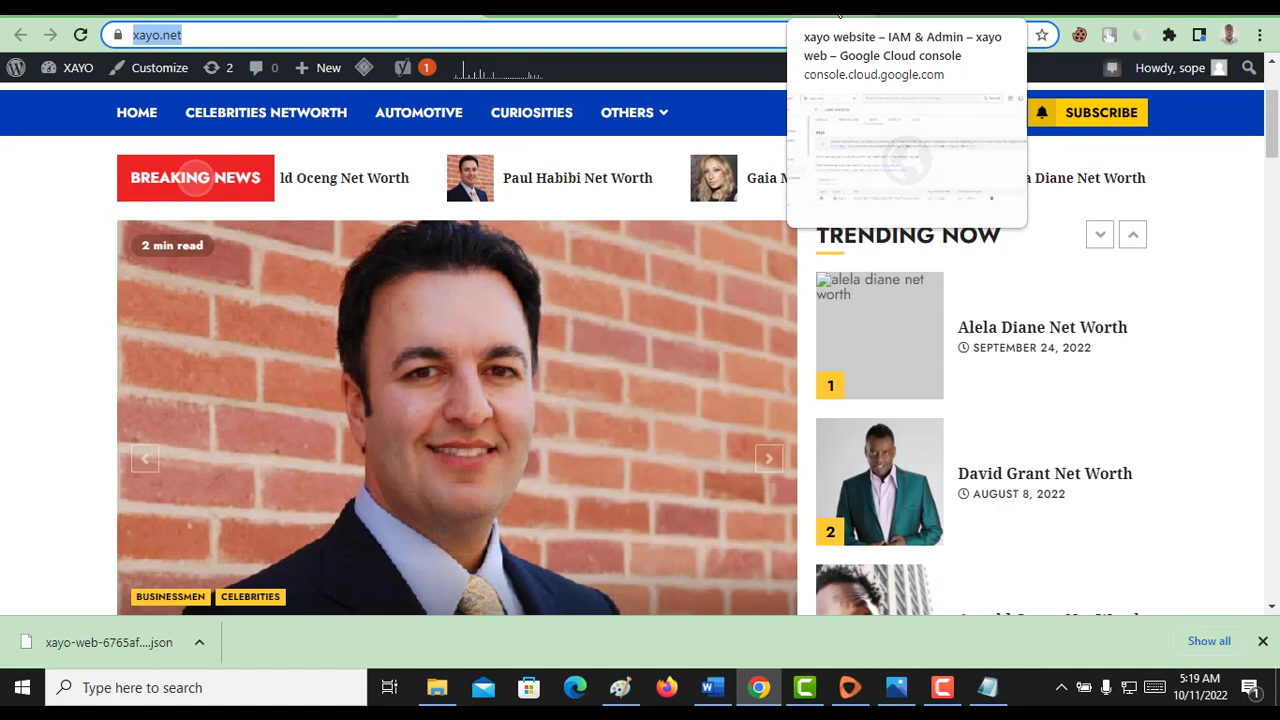 xayo.net
xayo website – IAM & Admin – xayo
web – Google Cloud console
console.cloud.google.com
XAYO
Customize
2
0
New
1
Howdy, sope
HOME
CELEBRITIES NETWORTH
AUTOMOTIVE
CURIOSITIES
OTHERS
SUBSCRIBE
BREAKING NEWS
ld Oceng Net Worth
Paul Habibi Net Worth
Gaia M
a Diane Net Worth
2 min read
TRENDING NOW
alela diane net
worth
1
Alela Diane Net Worth
SEPTEMBER 24, 2022
2
David Grant Net Worth
AUGUST 8, 2022
BUSINESSMEN
CELEBRITIES
xayo-web-6765af....json
Show all
Type here to search
5:19 AM
10/11/2022
1